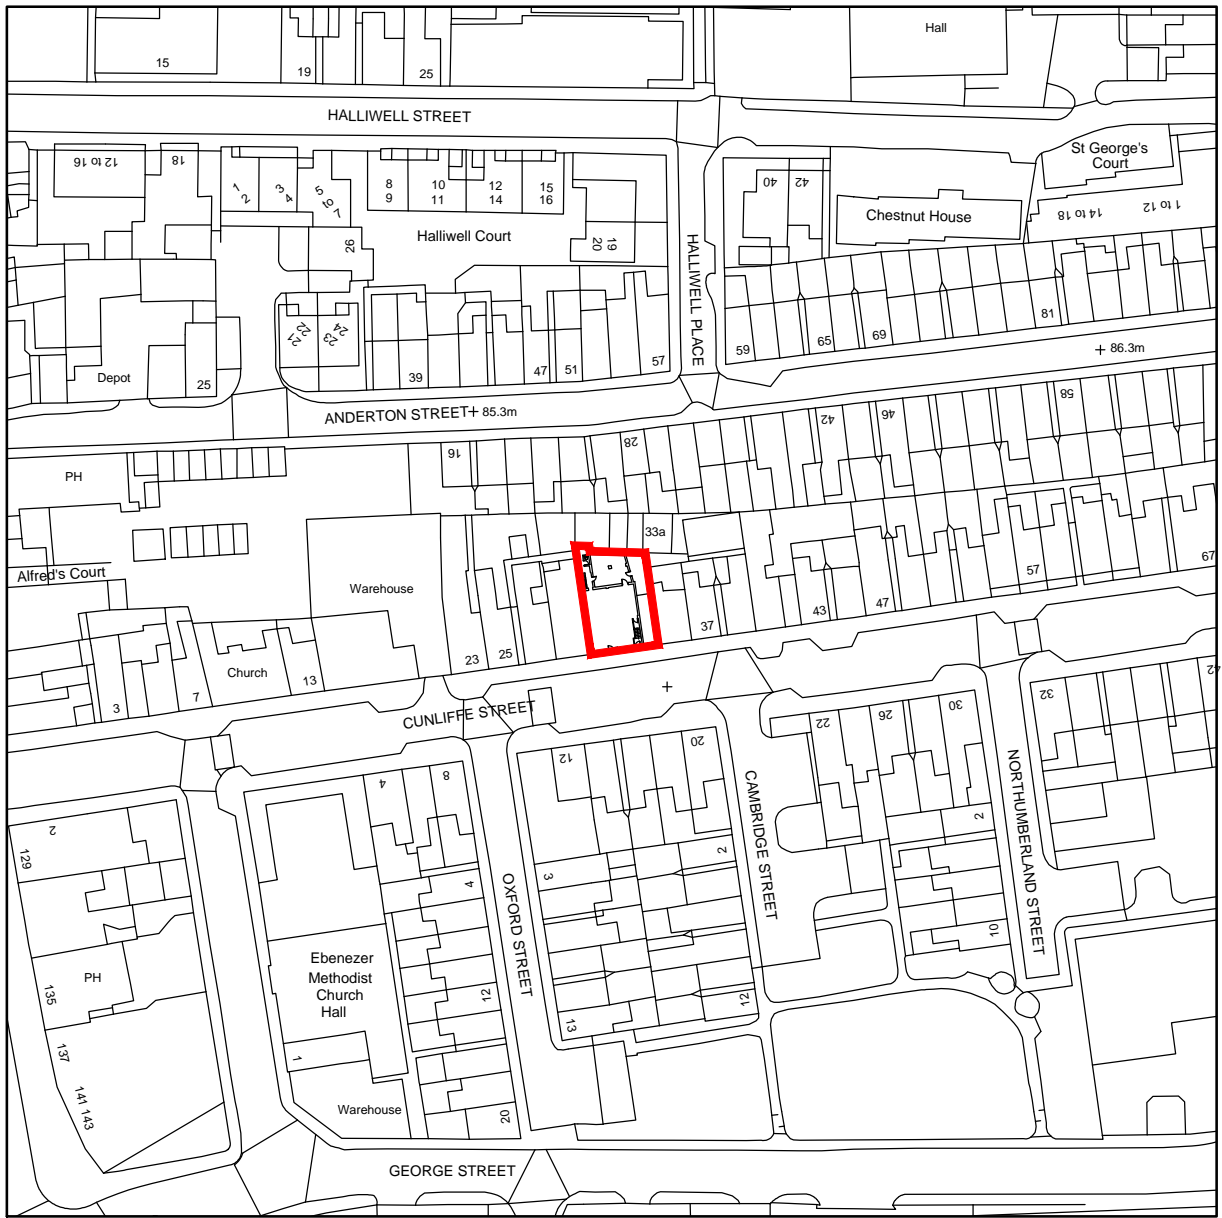 15
19
25
Hall
HALLIWELL STREET
12 to 16
18
1
2
3
4
5
to
7
8
9
10
11
12
14
15
16
19
20
26
Halliwell Court
HALLIWELL PLACE
40
42
Chestnut House
St George's
Court
14 to 18
1 to 12
21
22
23
24
Depot
25
39
47
51
57
59
65
69
81
86.3m
ANDERTON STREET
85.3m
16
28
42
46
58
PH
33a
Alfred's Court
Warehouse
3
7
Church
13
23
25
37
43
47
57
67
CUNLIFFE STREET
2
129
135
137
141
143
PH
4
8
12
20
22
26
30
32
42
OXFORD STREET
CAMBRIDGE STREET
NORTHUMBERLAND STREET
4
12
20
3
13
2
12
2
10
Ebenezer
Methodist
Church
Hall
1
Warehouse
GEORGE STREET